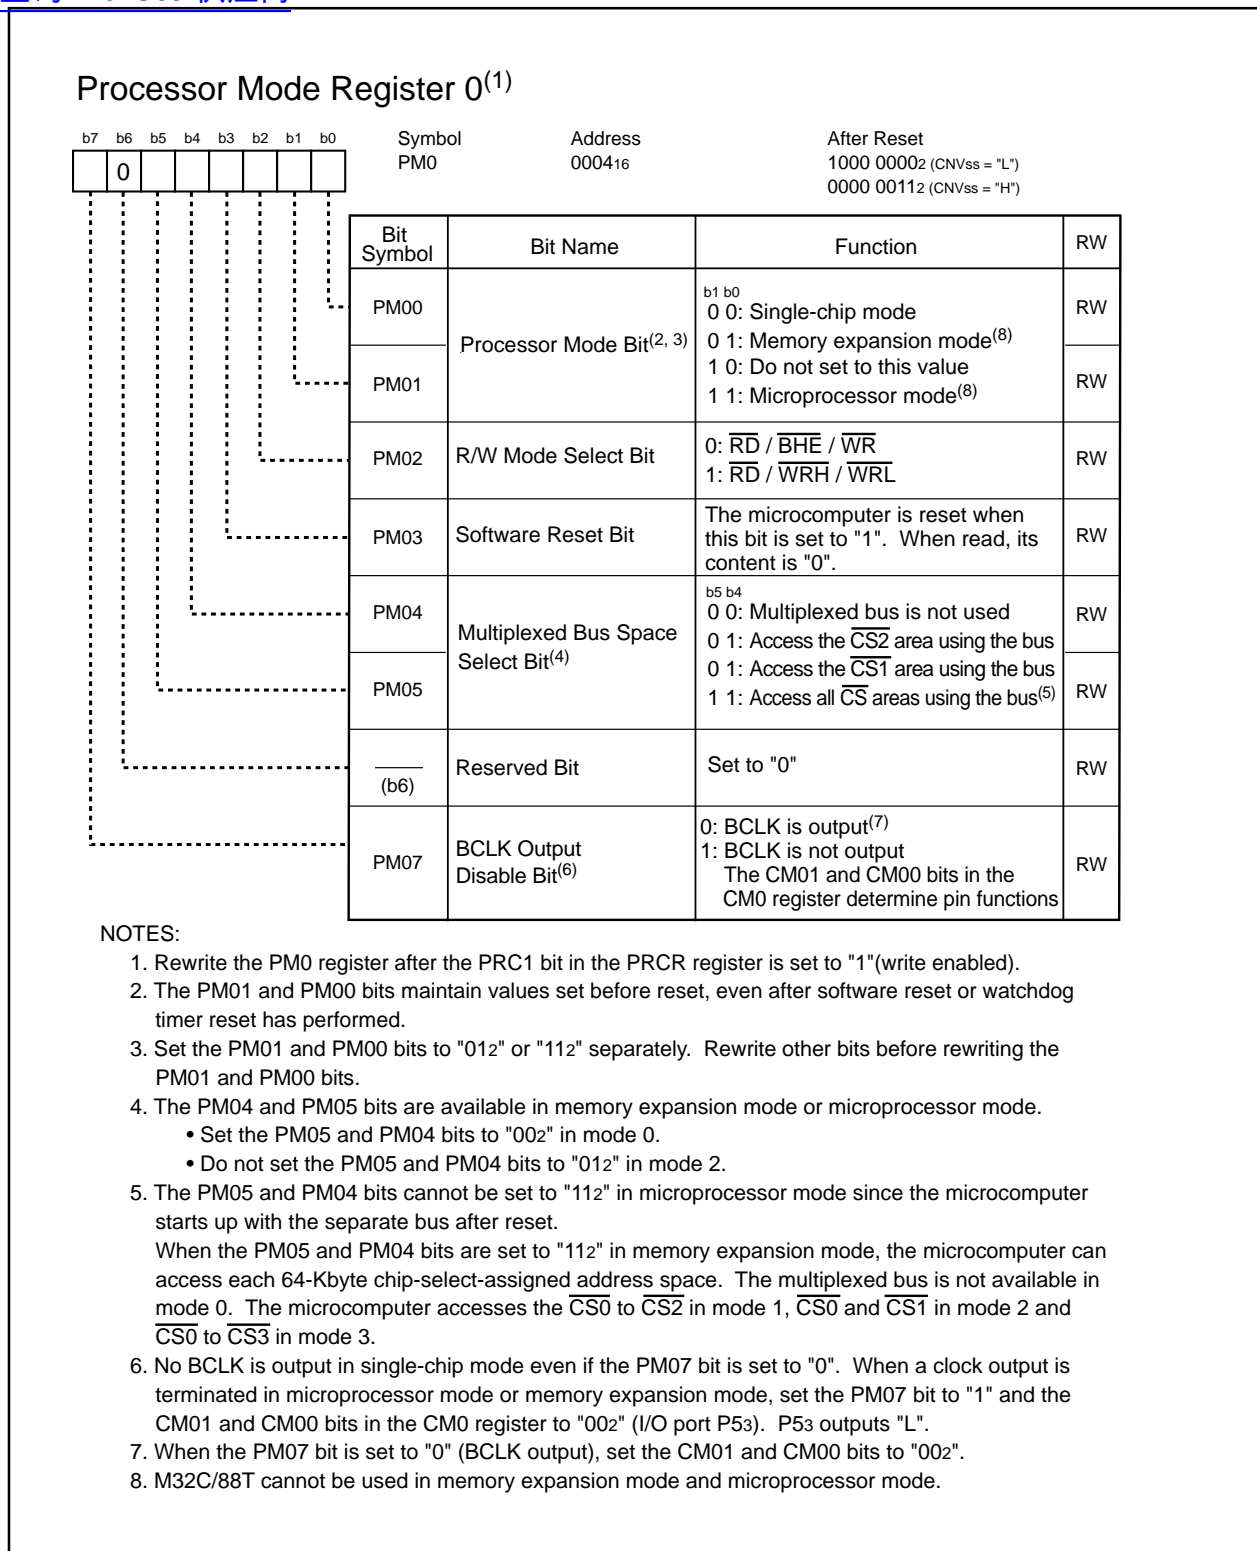 Processor Mode Register 0(1)
b7 b6 b5 b4 b3 b2 b1 b0
0
Symbol Address After Reset
PM0 000416 1000 00002 (CNVss = "L")
0000 00112 (CNVss = "H")
Bit Symbol Bit Name Function RW
PM00 Processor Mode Bit(2, 3) RW
b1 b0
0 0: Single-chip mode
0 1: Memory expansion mode(8)
1 0: Do not set to this value
1 1: Microprocessor mode(8)
PM01 RW
PM02 R/W Mode Select Bit RW
0: RD / BHE / WR
1: RD / WRH / WRL
PM03 Software Reset Bit RW
The microcomputer is reset when
this bit is set to "1". When read, its
content is "0".
PM04 RW
Multiplexed Bus Space
Select Bit(4)
b5 b4
0 0: Multiplexed bus is not used
0 1: Access the CS2 area using the bus
0 1: Access the CS1 area using the bus
1 1: Access all CS areas using the bus(5)
PM05 RW
(b6) Reserved Bit Set to "0" RW
PM07 BCLK Output
Disable Bit(6) RW
0: BCLK is output(7)
1: BCLK is not output
The CM01 and CM00 bits in the
CM0 register determine pin functions
NOTES:
1. Rewrite the PM0 register after the PRC1 bit in the PRCR register is set to "1"(write enabled).
2. The PM01 and PM00 bits maintain values set before reset, even after software reset or watchdog
timer reset has performed.
3. Set the PM01 and PM00 bits to "012" or "112" separately. Rewrite other bits before rewriting the
PM01 and PM00 bits.
4. The PM04 and PM05 bits are available in memory expansion mode or microprocessor mode.
• Set the PM05 and PM04 bits to "002" in mode 0.
• Do not set the PM05 and PM04 bits to "012" in mode 2.
5. The PM05 and PM04 bits cannot be set to "112" in microprocessor mode since the microcomputer
starts up with the separate bus after reset.
When the PM05 and PM04 bits are set to "112" in memory expansion mode, the microcomputer can
access each 64-Kbyte chip-select-assigned address space. The multiplexed bus is not available in
mode 0. The microcomputer accesses the CS0 to CS2 in mode 1, CS0 and CS1 in mode 2 and
CS0 to CS3 in mode 3.
6. No BCLK is output in single-chip mode even if the PM07 bit is set to "0". When a clock output is
terminated in microprocessor mode or memory expansion mode, set the PM07 bit to "1" and the
CM01 and CM00 bits in the CM0 register to "002" (I/O port P53). P53 outputs "L".
7. When the PM07 bit is set to "0" (BCLK output), set the CM01 and CM00 bits to "002".
8. M32C/88T cannot be used in memory expansion mode and microprocessor mode.